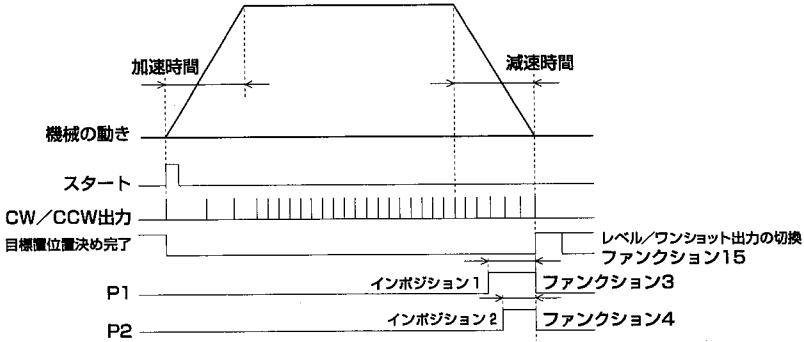 加速時間
減速時間
機械の動き
スタート
CW/CCW出力
目標置位置決め完了
レベル/ワンショット出力の切換
ファンクション15
P1 インポジション1 ファンクション3
P2 インポジション2 ファンクション4